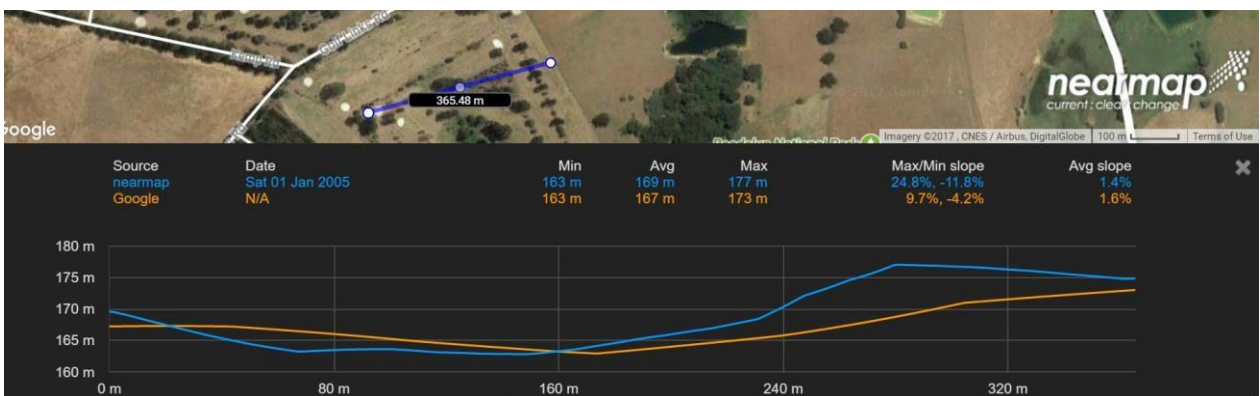 Kemp Rd
Golf Links Rd
Rd
365.48 m
nearmap
current : clear change
Google
Imagery ©2017 , CNES / Airbus, DigitalGlobe
100 m
Terms of Use
Source Date Min Avg Max Max/Min slope Avg slope
nearmap Sat 01 Jan 2005 163 m 169 m 177 m 24.8%, -11.8% 1.4%
Google N/A 163 m 167 m 173 m 9.7%, -4.2% 1.6%
180 m
175 m
170 m
165 m
160 m
0 m 80 m 160 m 240 m 320 m